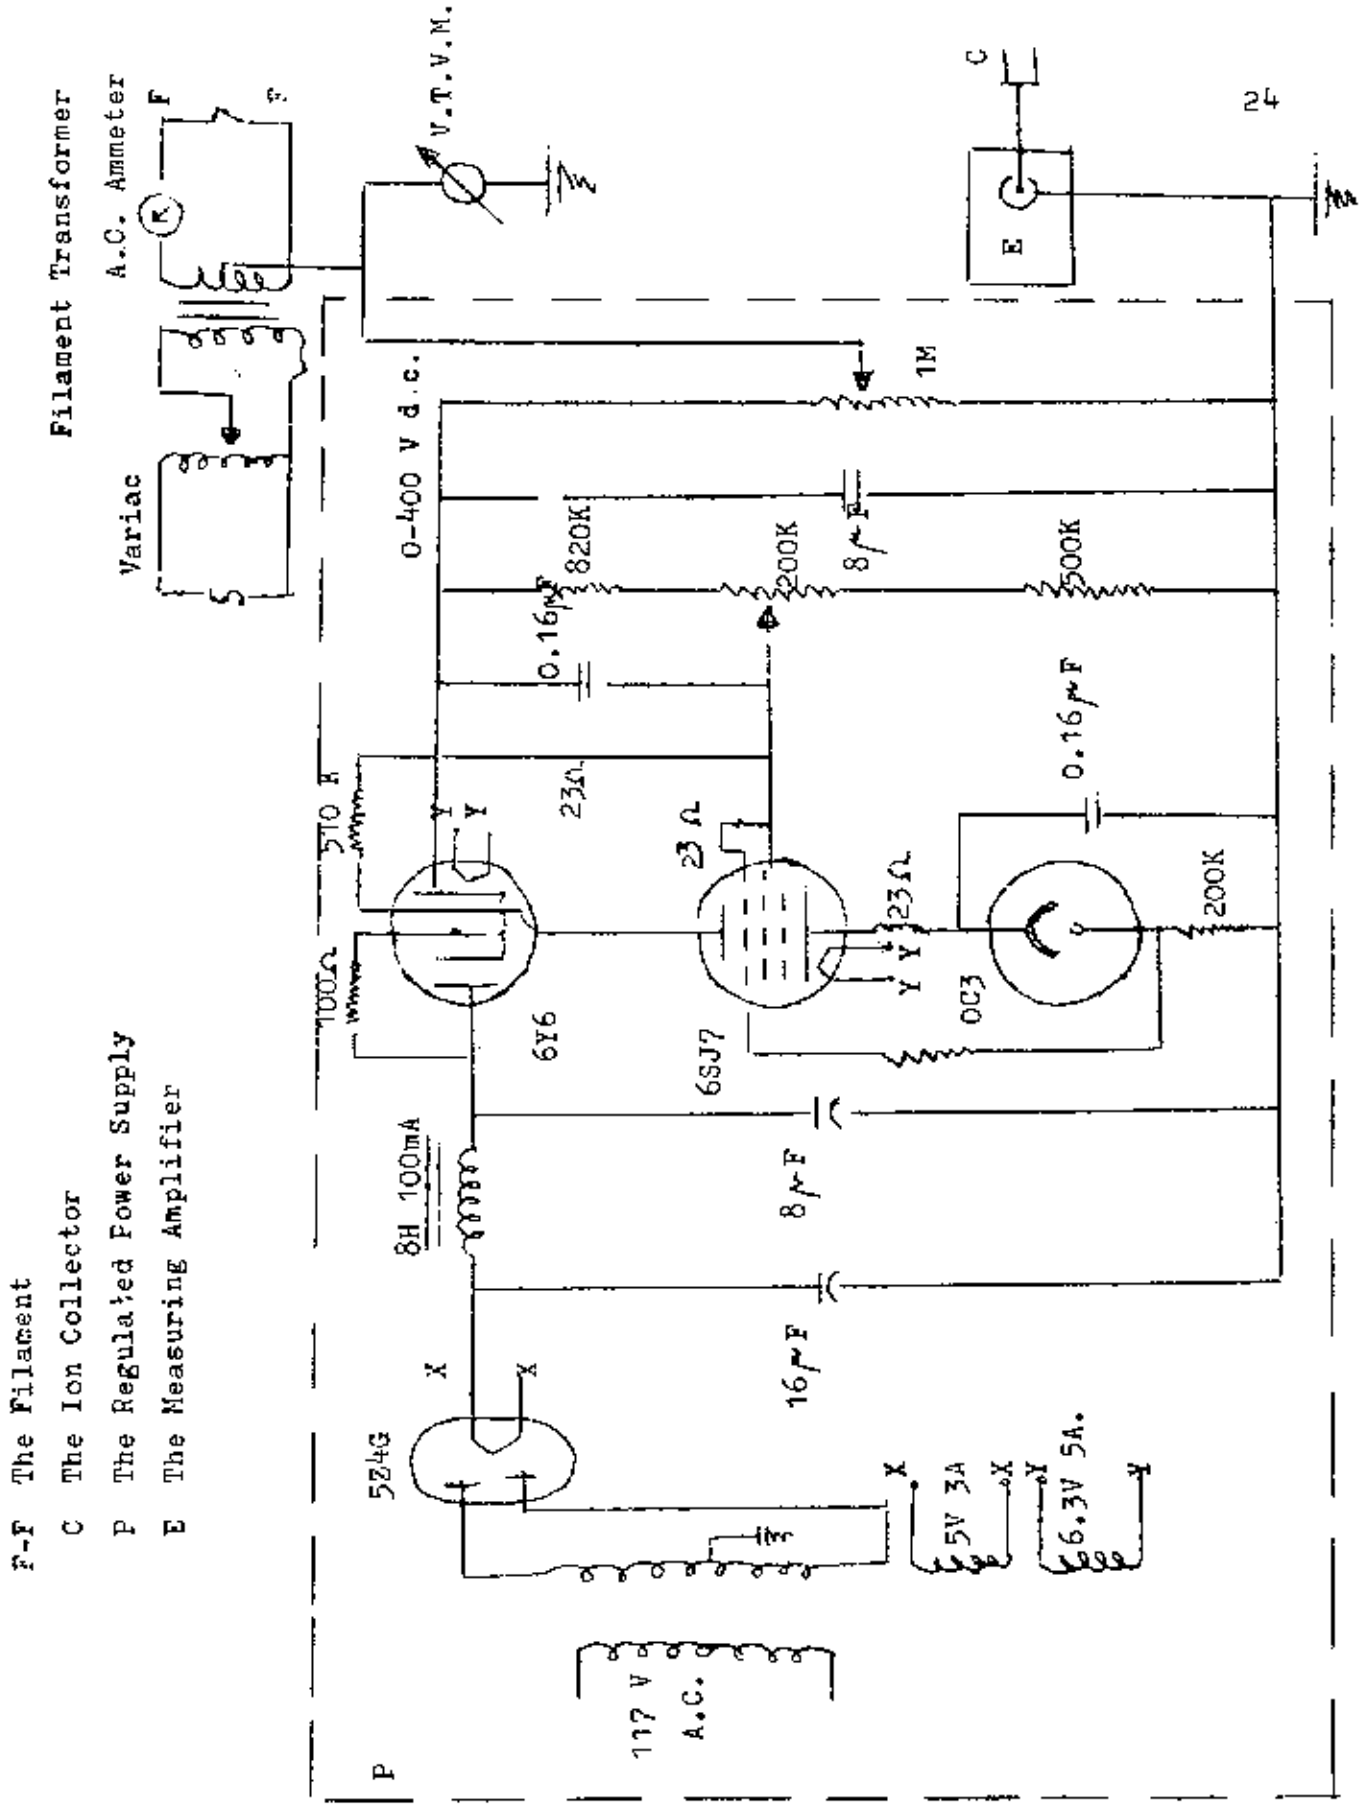 F-F The Filament
C The Ion Collector
P The Regulated Power Supply
E The Measuring Amplifier
Filament Transformer
A.C. Ammeter
Variac
F
F
V.T.V.M.
0-400 V d.c.
P
117 V
A.C.
5Z4G
X
X
8H 100mA
16μF
8μF
X
5V 3A
X
Y
6.3V 5A.
Y
100Ω
510 K
6Y6
Y
Y
23Ω
23Ω
6SJ7
Y
Y
23Ω
OC3
200K
0.16μF
0.16μF
820K
200K
500K
8μF
1M
E
C
24